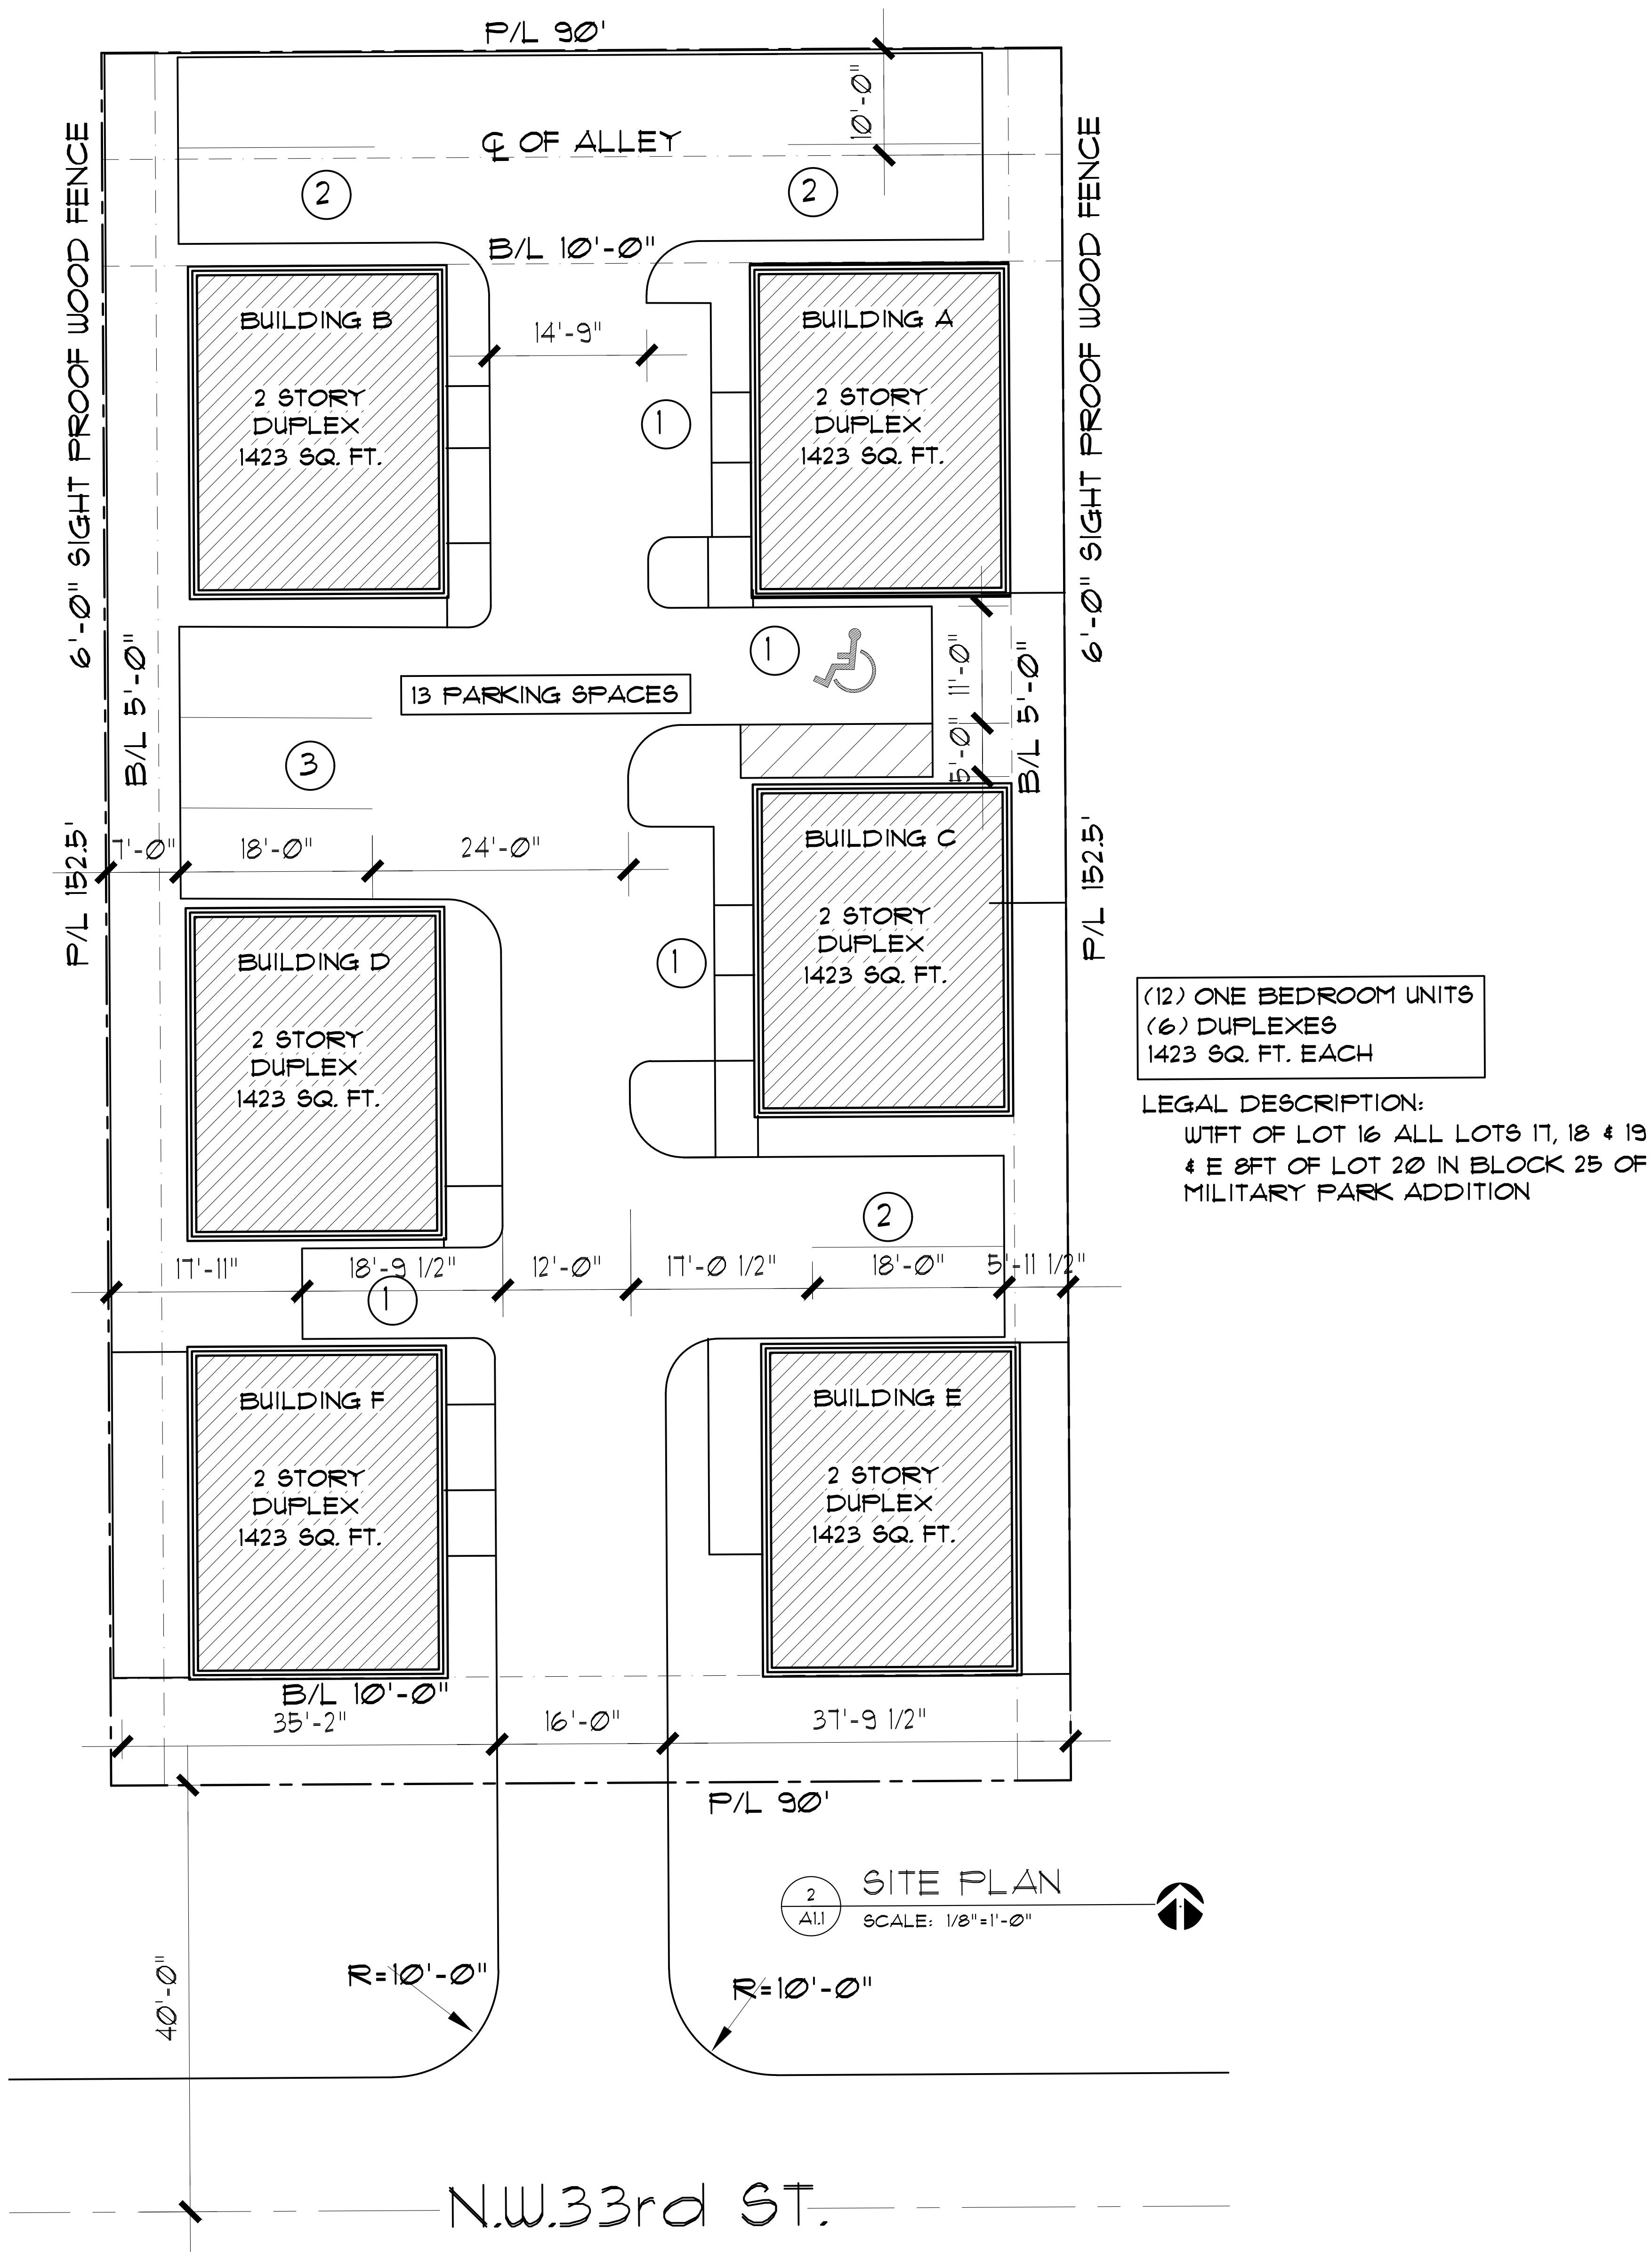 P/L 90'
10'-0"
℄ OF ALLEY
2
2
B/L 10'-0"
6'-0" SIGHT PROOF WOOD FENCE
6'-0" SIGHT PROOF WOOD FENCE
BUILDING B
2 STORY
DUPLEX
1423 SQ. FT.
14'-9"
1
BUILDING A
2 STORY
DUPLEX
1423 SQ. FT.
B/L 5'-0"
13 PARKING SPACES
1
11'-0"
5'-0"
B/L 5'-0"
3
P/L 152.5'
7'-0"
18'-0"
24'-0"
P/L 152.5'
BUILDING C
2 STORY
DUPLEX
1423 SQ. FT.
1
BUILDING D
2 STORY
DUPLEX
1423 SQ. FT.
(12) ONE BEDROOM UNITS
(6) DUPLEXES
1423 SQ. FT. EACH
LEGAL DESCRIPTION:
W17FT OF LOT 16 ALL LOTS 17, 18 & 19
& E 8FT OF LOT 20 IN BLOCK 25 OF
MILITARY PARK ADDITION
2
17'-11"
18'-9 1/2"
12'-0"
17'-0 1/2"
18'-0"
5'-11 1/2"
1
BUILDING F
2 STORY
DUPLEX
1423 SQ. FT.
BUILDING E
2 STORY
DUPLEX
1423 SQ. FT.
B/L 10'-0"
35'-2"
16'-0"
37'-9 1/2"
P/L 90'
2
A1.1
SITE PLAN
SCALE: 1/8"=1'-0"
40'-0"
R=10'-0"
R=10'-0"
N.W.33rd ST.